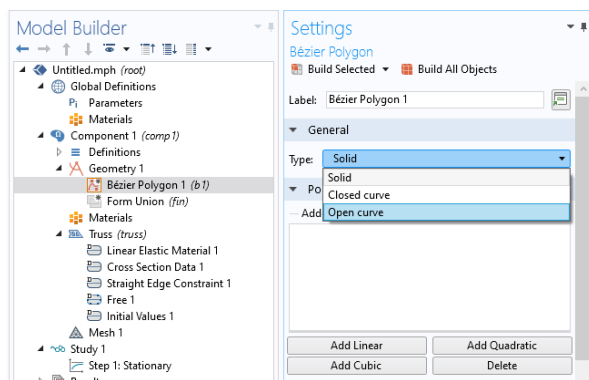 Model Builder
Untitled.mph (root)
Global Definitions
Pi Parameters
Materials
Component 1 (comp1)
Definitions
Geometry 1
Bézier Polygon 1 (b1)
Form Union (fin)
Materials
Truss (truss)
Linear Elastic Material 1
Cross Section Data 1
Straight Edge Constraint 1
Free 1
Initial Values 1
Mesh 1
Study 1
Step 1: Stationary
Settings
Bézier Polygon
Build Selected
Build All Objects
Label: Bézier Polygon 1
General
Type: Solid
Solid
Closed curve
Open curve
Po
Add
Add Linear
Add Quadratic
Add Cubic
Delete